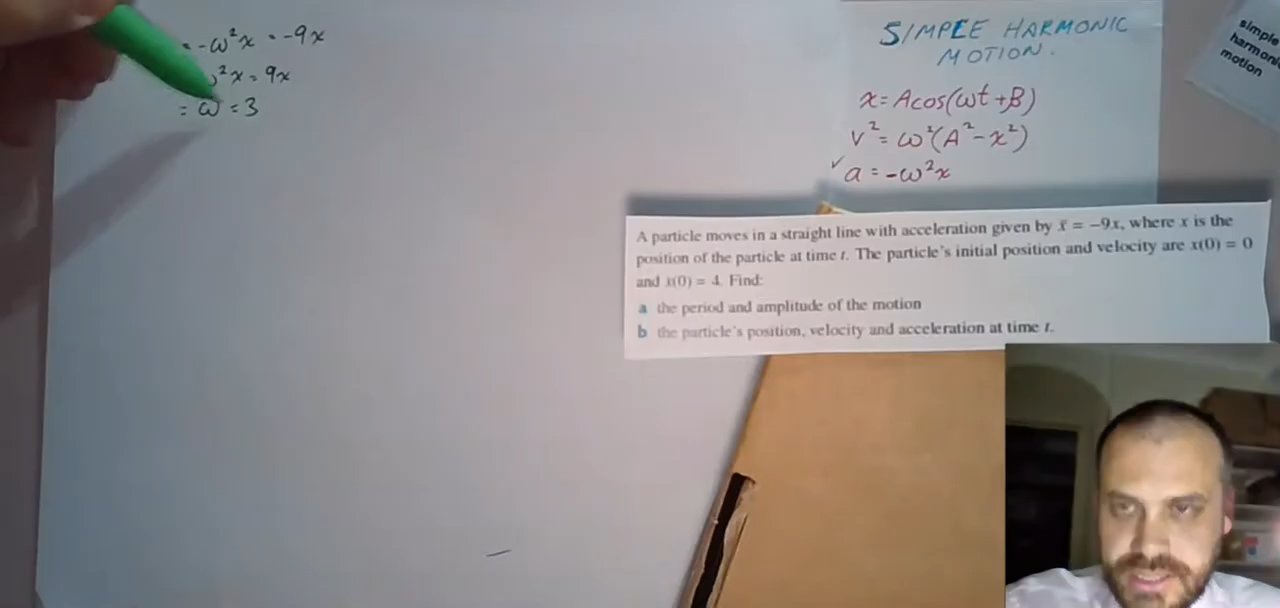 = -ω²x = -9x
²x = 9x
= ω = 3
SIMPLE HARMONIC
MOTION.
x = Acos(ωt + B)
v² = ω²(A² - x²)
✓ a = -ω²x
simple
harmonic
motion
A particle moves in a straight line with acceleration given by ẍ = −9x, where x is the
position of the particle at time t. The particle's initial position and velocity are x(0) = 0
and ẋ(0) = 4. Find:
a the period and amplitude of the motion
b the particle's position, velocity and acceleration at time t.